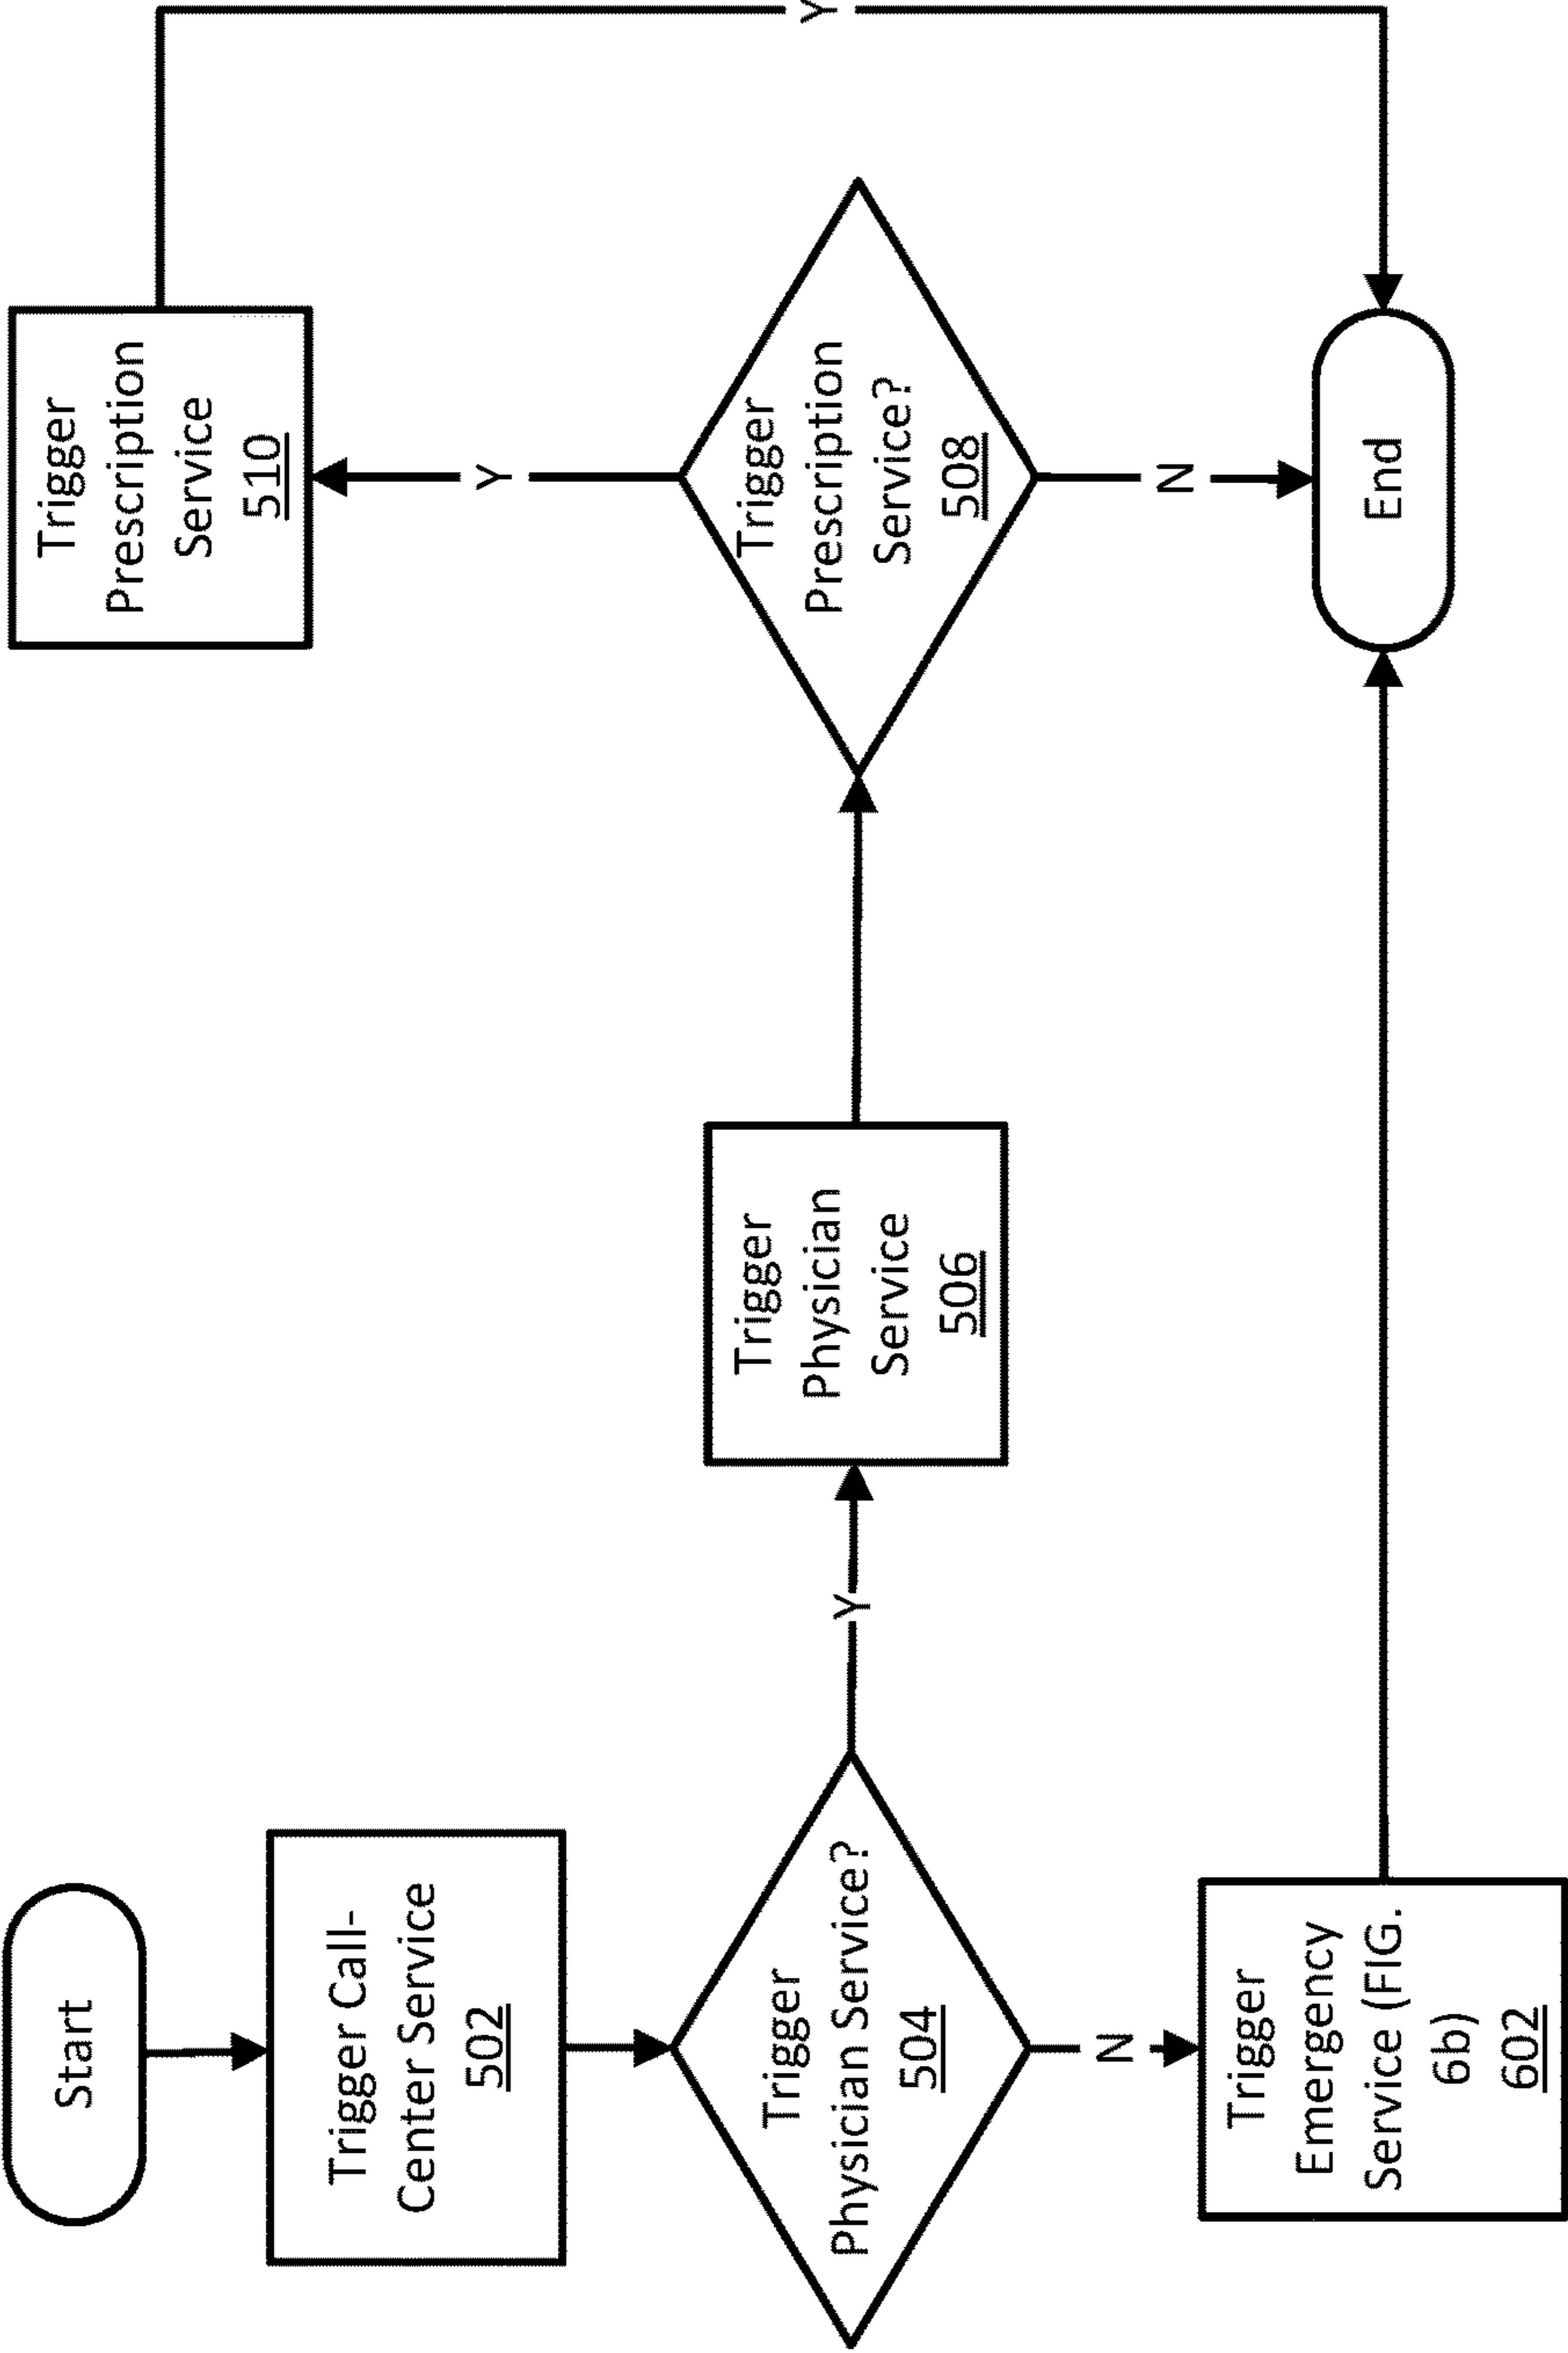 Start
Trigger Call-
Center Service
502
Trigger
Physician Service?
504
Y
N
Trigger
Emergency
Service (FIG.
6b)
602
Trigger
Physician
Service
506
Trigger
Prescription
Service?
508
Y
N
Trigger
Prescription
Service
510
Y
End